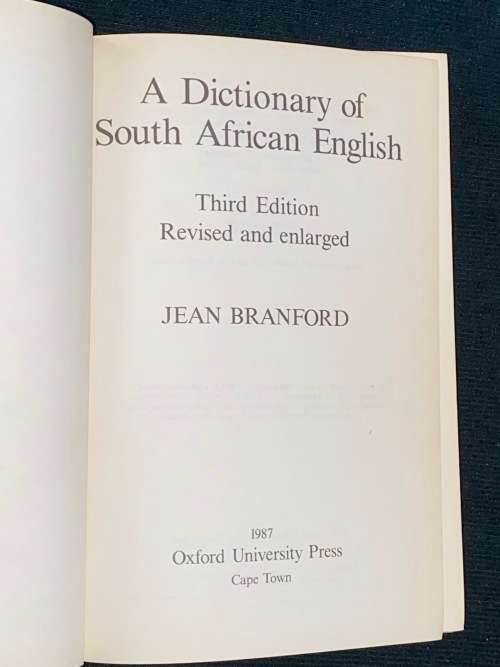 A Dictionary of
South African English
Third Edition
Revised and enlarged
JEAN BRANFORD
1987
Oxford University Press
Cape Town